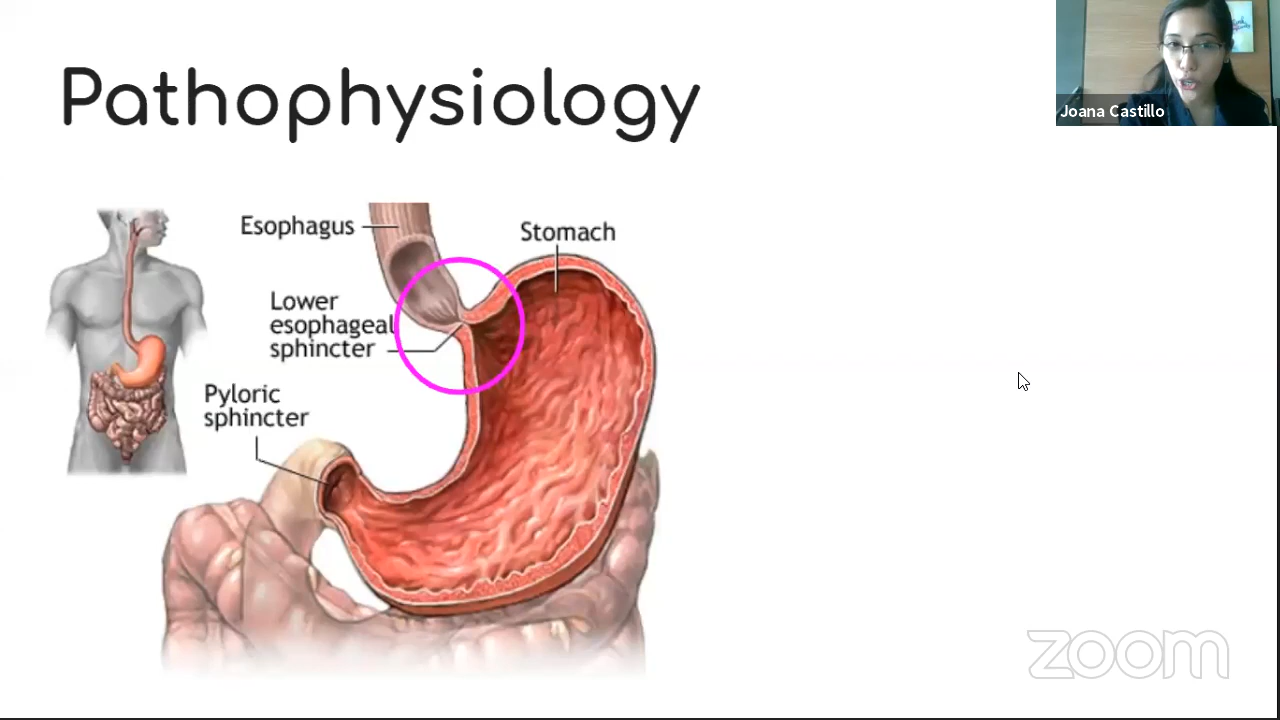 Pathophysiology
Joana Castillo
Esophagus
Stomach
Lower
esophageal
sphincter
Pyloric
sphincter
zoom